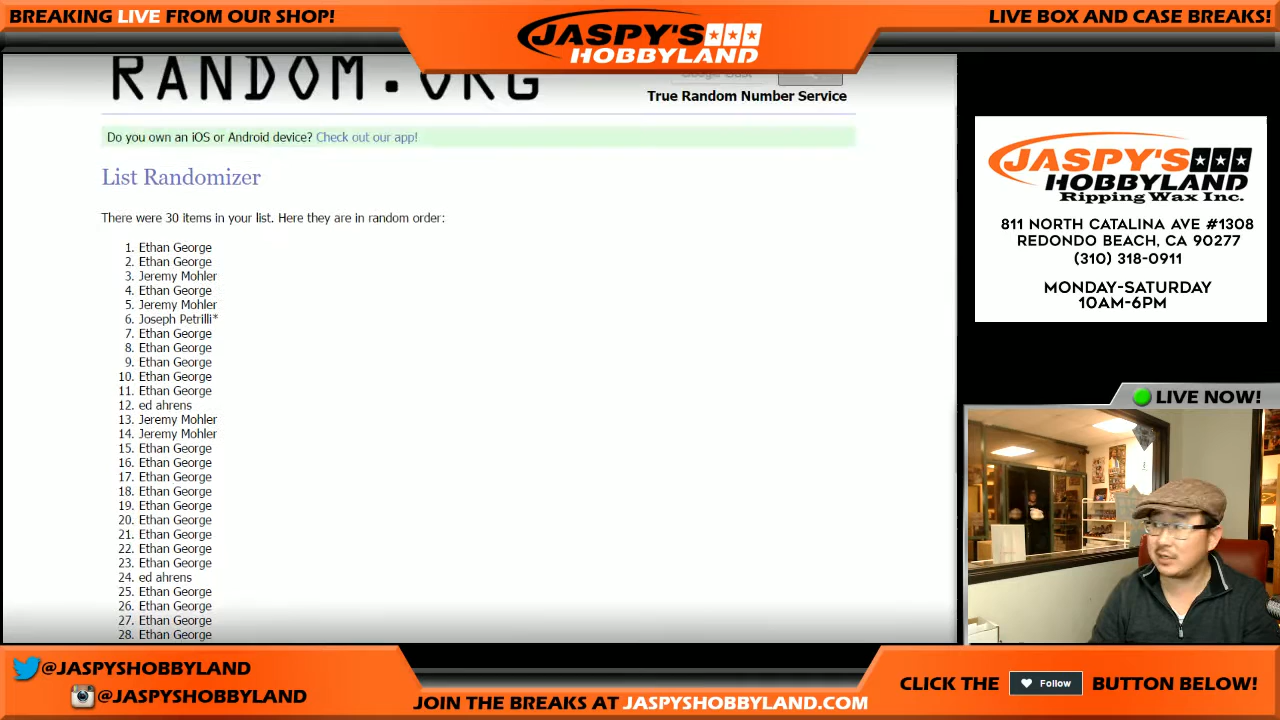 BREAKING LIVE FROM OUR SHOP!
JASPY'S
HOBBYLAND
LIVE BOX AND CASE BREAKS!
RANDOM.ORG
True Random Number Service
Do you own an iOS or Android device? Check out our app!
List Randomizer
There were 30 items in your list. Here they are in random order:
1. Ethan George
2. Ethan George
3. Jeremy Mohler
4. Ethan George
5. Jeremy Mohler
6. Joseph Petrilli*
7. Ethan George
8. Ethan George
9. Ethan George
10. Ethan George
11. Ethan George
12. ed ahrens
13. Jeremy Mohler
14. Jeremy Mohler
15. Ethan George
16. Ethan George
17. Ethan George
18. Ethan George
19. Ethan George
20. Ethan George
21. Ethan George
22. Ethan George
23. Ethan George
24. ed ahrens
25. Ethan George
26. Ethan George
27. Ethan George
28. Ethan George
JASPY'S
HOBBYLAND
Ripping Wax Inc.
811 NORTH CATALINA AVE #1308
REDONDO BEACH, CA 90277
(310) 318-0911
MONDAY-SATURDAY
10AM-6PM
LIVE NOW!
@JASPYSHOBBYLAND
@JASPYSHOBBYLAND
JOIN THE BREAKS AT JASPYSHOBBYLAND.COM
CLICK THE Follow BUTTON BELOW!